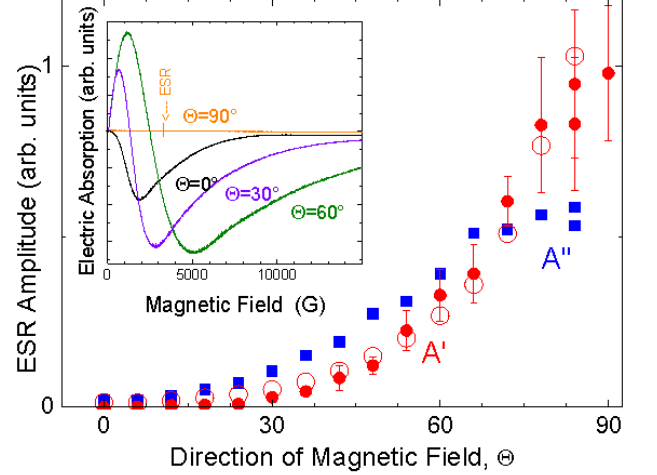 1
ESR Amplitude (arb. units)
0
Electric Absorption (arb. units)
<-- ESR
Θ=90°
Θ=0°
Θ=30°
Θ=60°
0 5000 10000
Magnetic Field (G)
A"
A'
0 30 60 90
Direction of Magnetic Field, Θ